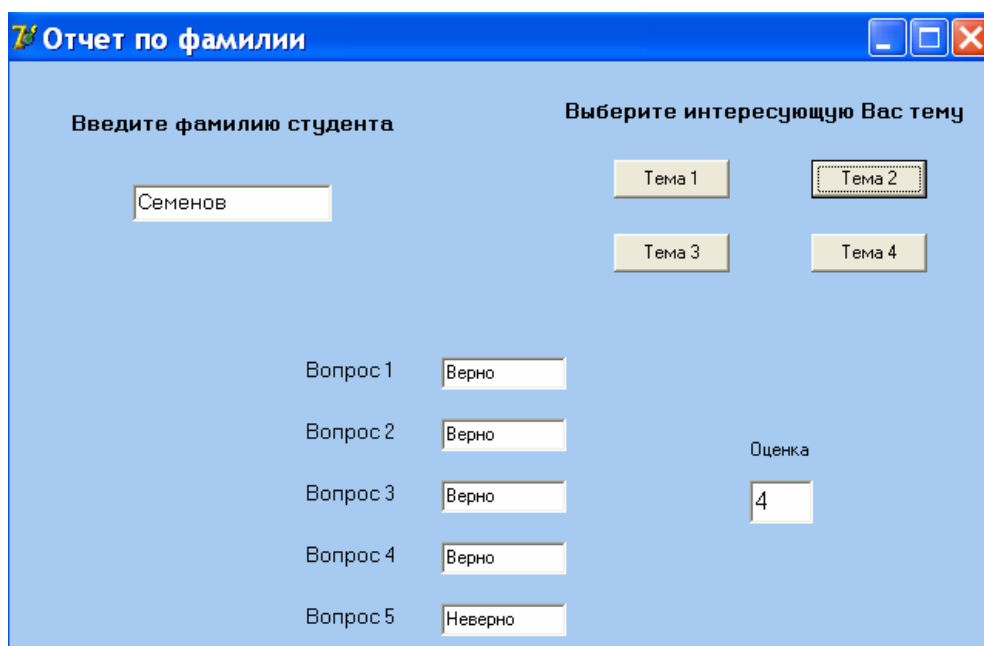 Отчет по фамилии
Введите фамилию студента
Выберите интересующую Вас тему
Семенов
Тема 1
Тема 2
Тема 3
Тема 4
Вопрос 1 Верно
Вопрос 2 Верно
Оценка
Вопрос 3 Верно
4
Вопрос 4 Верно
Вопрос 5 Неверно